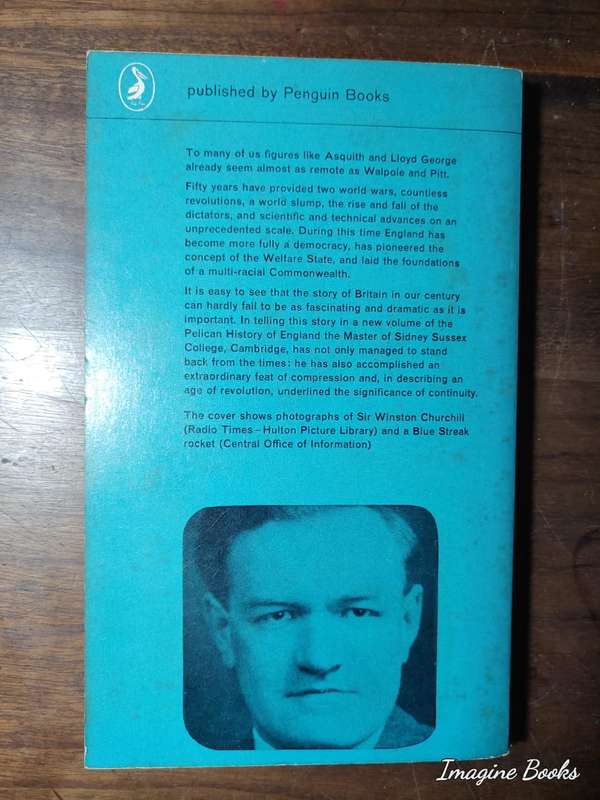 published by Penguin Books
To many of us figures like Asquith and Lloyd George
already seem almost as remote as Walpole and Pitt.
Fifty years have provided two world wars, countless
revolutions, a world slump, the rise and fall of the
dictators, and scientific and technical advances on an
unprecedented scale. During this time England has
become more fully a democracy, has pioneered the
concept of the Welfare State, and laid the foundations
of a multi-racial Commonwealth.
It is easy to see that the story of Britain in our century
can hardly fail to be as fascinating and dramatic as it is
important. In telling this story in a new volume of the
Pelican History of England the Master of Sidney Sussex
College, Cambridge, has not only managed to stand
back from the times: he has also accomplished an
extraordinary feat of compression and, in describing an
age of revolution, underlined the significance of continuity.
The cover shows photographs of Sir Winston Churchill
(Radio Times – Hulton Picture Library) and a Blue Streak
rocket (Central Office of Information)
Imagine Books